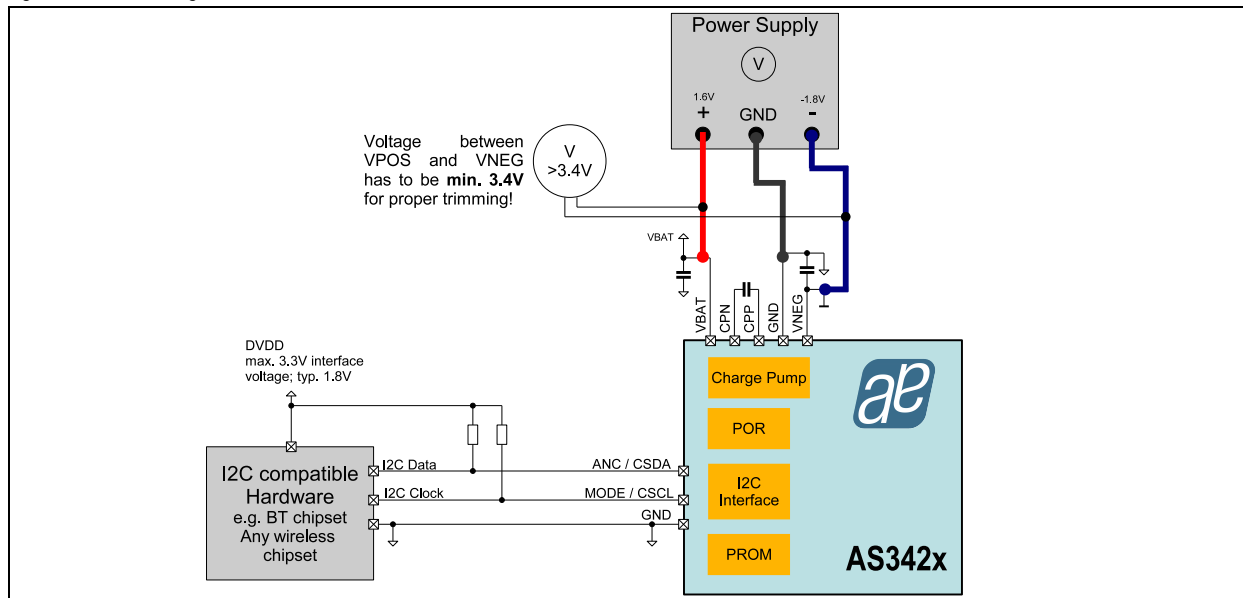 Power Supply
V
1.6V
-1.8V
+
GND
-
Voltage between
VPOS and VNEG
has to be min. 3.4V
for proper trimming!
V
>3.4V
VBAT
VBAT
CPN
CPP
GND
VNEG
DVDD
max. 3.3V interface
voltage; typ. 1.8V
Charge Pump
POR
I2C
Interface
PROM
AS342x
I2C compatible
Hardware
e.g. BT chipset
Any wireless
chipset
I2C Data
ANC / CSDA
I2C Clock
MODE / CSCL
GND